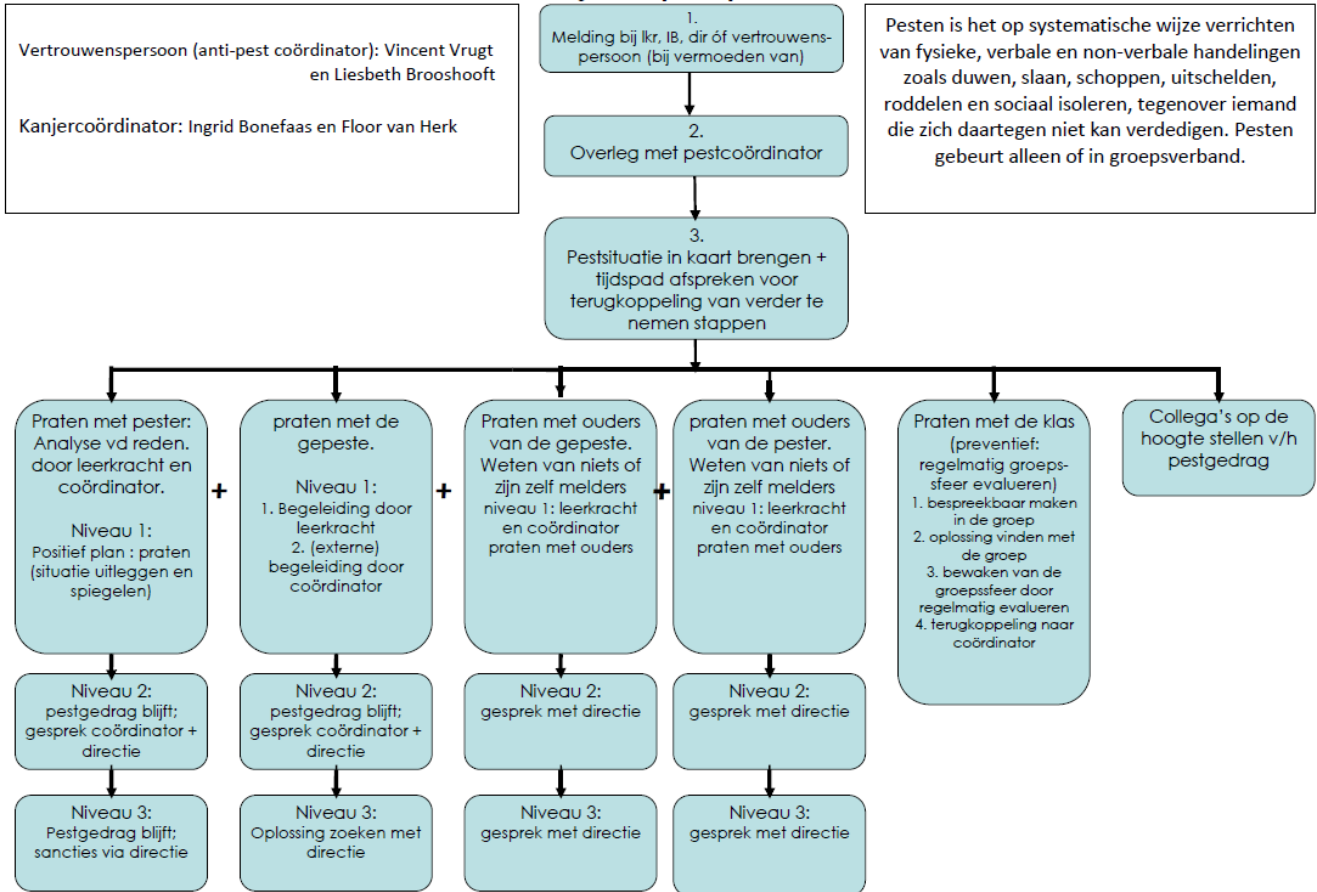 Vertrouwenspersoon (anti-pest coördinator): Vincent Vrugt
en Liesbeth Brooshooft
Kanjercoördinator: Ingrid Bonefaas en Floor van Herk
1.
Melding bij lkr, IB, dir óf vertrouwens-
persoon (bij vermoeden van)
Pesten is het op systematische wijze verrichten
van fysieke, verbale en non-verbale handelingen
zoals duwen, slaan, schoppen, uitschelden,
roddelen en sociaal isoleren, tegenover iemand
die zich daartegen niet kan verdedigen. Pesten
gebeurt alleen of in groepsverband.
2.
Overleg met pestcoördinator
3.
Pestsituatie in kaart brengen +
tijdspad afspreken voor
terugkoppeling van verder te
nemen stappen
Praten met pester:
Analyse vd reden.
door leerkracht en
coördinator.
Niveau 1:
Positief plan : praten
(situatie uitleggen en
spiegelen)
+
praten met de
gepeste.
Niveau 1:
1. Begeleiding door
leerkracht
2. (externe)
begeleiding door
coördinator
+
Praten met ouders
van de gepeste.
Weten van niets of
zijn zelf melders
niveau 1: leerkracht
en coördinator
praten met ouders
+
praten met ouders
van de pester.
Weten van niets of
zijn zelf melders
niveau 1: leerkracht
en coördinator
praten met ouders
Praten met de klas
(preventief:
regelmatig groeps-
sfeer evalueren)
1. bespreekbaar maken
in de groep
2. oplossing vinden met
de groep
3. bewaken van de
groepssfeer door
regelmatig evalueren
4. terugkoppeling naar
coördinator
Collega's op de
hoogte stellen v/h
pestgedrag
Niveau 2:
pestgedrag blijft;
gesprek coördinator +
directie
Niveau 2:
pestgedrag blijft;
gesprek coördinator +
directie
Niveau 2:
gesprek met directie
Niveau 2:
gesprek met directie
Niveau 3:
Pestgedrag blijft;
sancties via directie
Niveau 3:
Oplossing zoeken met
directie
Niveau 3:
gesprek met directie
Niveau 3:
gesprek met directie